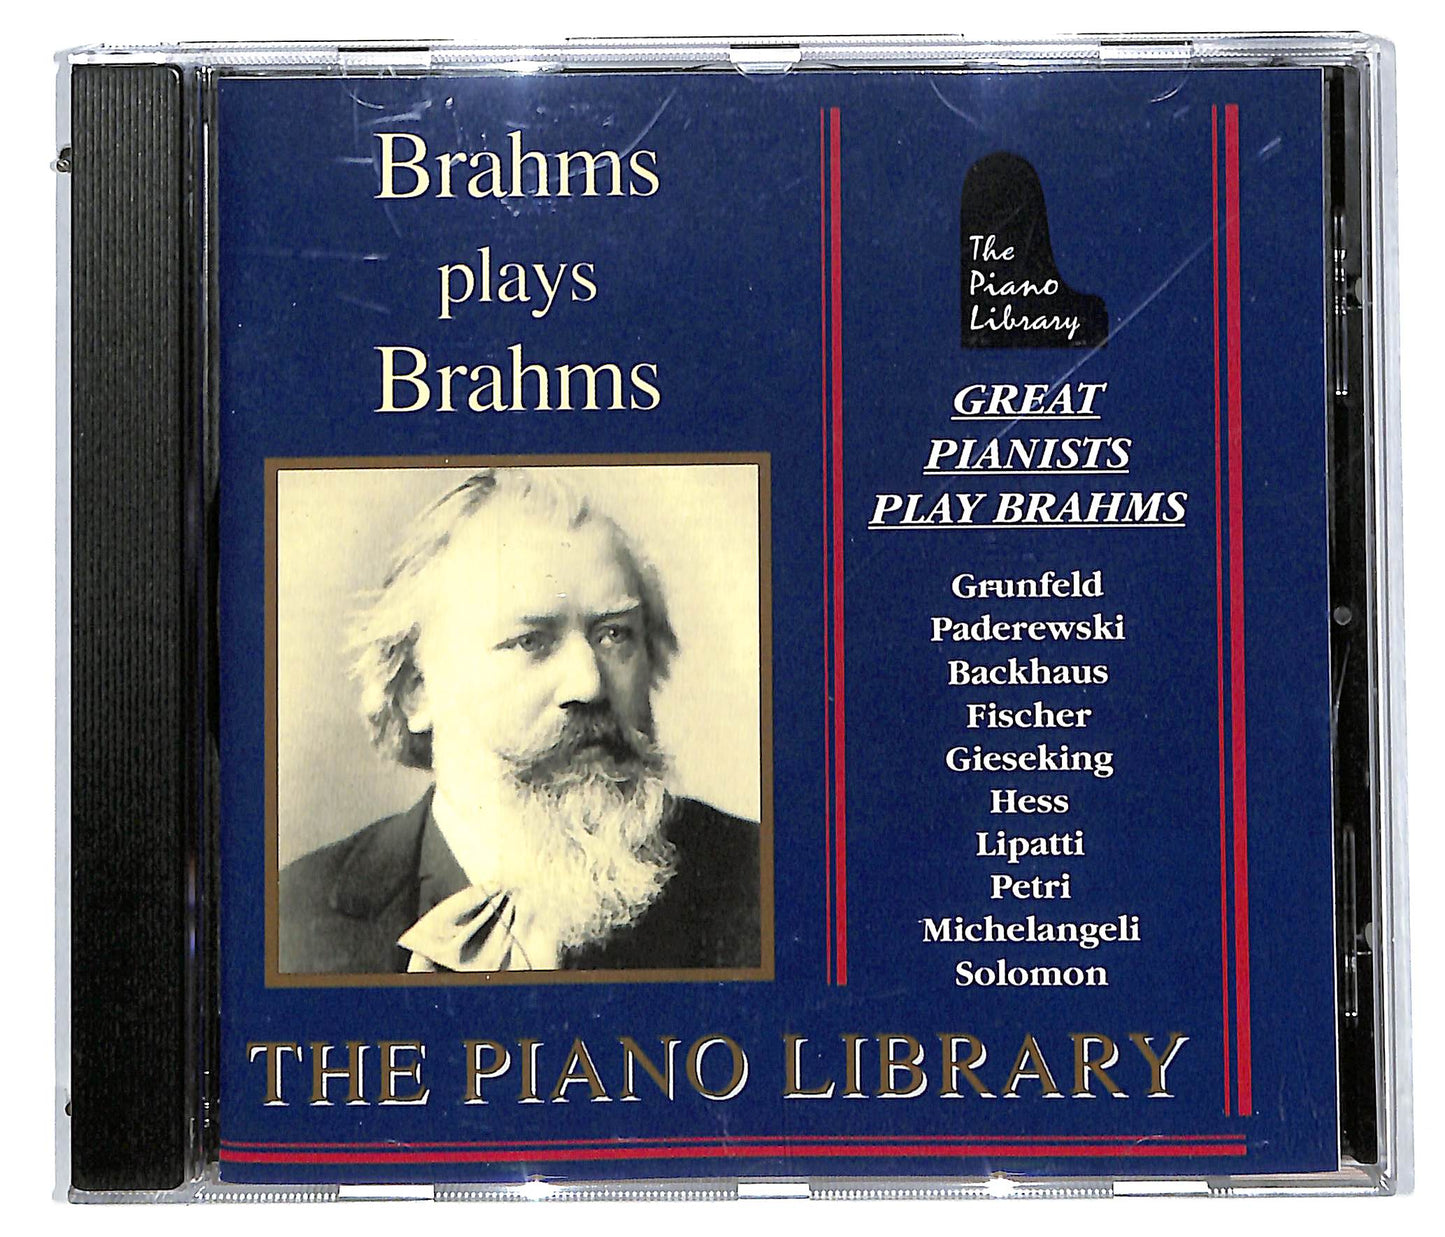 Brahms
plays
Brahms
The
Piano
Library
GREAT
PIANISTS
PLAY BRAHMS
Grunfeld
Paderewski
Backhaus
Fischer
Gieseking
Hess
Lipatti
Petri
Michelangeli
Solomon
THE PIANO LIBRARY